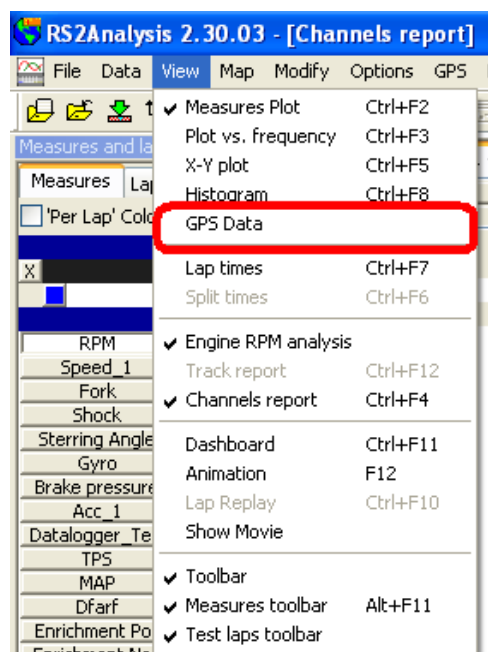 RS2Analysis 2.30.03 - [Channels report]
File Data View Map Modify Options GPS
Measures and la
Measures Lap
'Per Lap' Colo
X
RPM
Speed_1
Fork
Shock
Sterring Angle
Gyro
Brake pressure
Acc_1
Datalogger_Te
TPS
MAP
Dfarf
Enrichment Po
Measures Plot Ctrl+F2
Plot vs. frequency Ctrl+F3
X-Y plot Ctrl+F5
Histogram Ctrl+F8
GPS Data
Lap times Ctrl+F7
Split times Ctrl+F6
Engine RPM analysis
Track report Ctrl+F12
Channels report Ctrl+F4
Dashboard Ctrl+F11
Animation F12
Lap Replay Ctrl+F10
Show Movie
Toolbar
Measures toolbar Alt+F11
Test laps toolbar